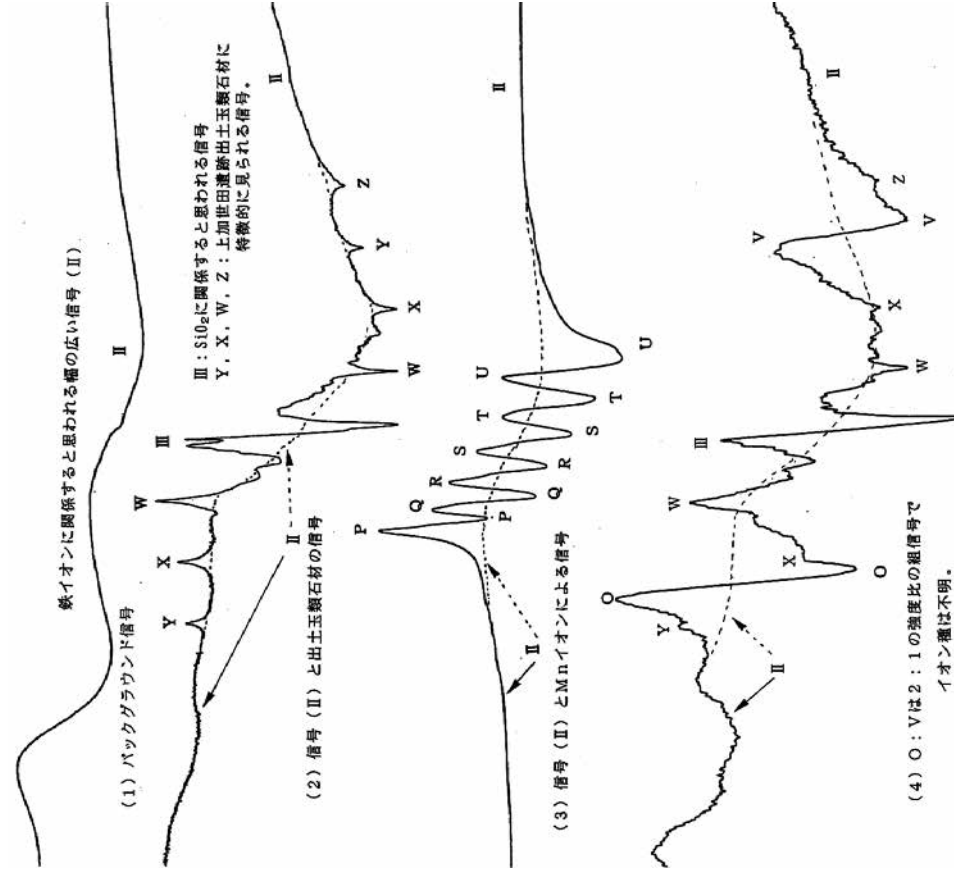 鉄イオンに関係すると思われる幅の広い信号(Ⅱ)
Ⅱ
(1)バックグラウンド信号
Ⅲ:SiO₂に関係すると思われる信号
Y, X, W, Z:上加世田遺跡出土玉類石材に
特徴的に見られる信号。
Y
X
W
Ⅲ
W
X
Y
Z
Ⅱ
Ⅱ
(2)信号(Ⅱ)と出土玉類石材の信号
P
Q
R
S
T
U
Ⅱ
P
Q
R
S
T
U
Ⅱ
(3)信号(Ⅱ)とMnイオンによる信号
Y
O
W
Ⅲ
V
Ⅱ
O
X
W
X
V
Z
Ⅱ
(4)O:Vは2:1の強度比の組信号で
イオン種は不明。